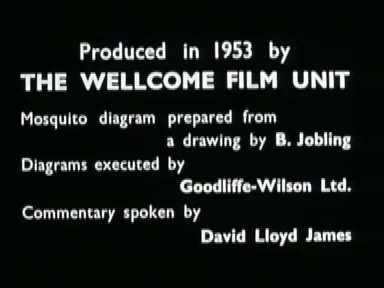 Produced in 1953 by
THE WELLCOME FILM UNIT
Mosquito diagram prepared from
a drawing by B. Jobling
Diagrams executed by
Goodliffe-Wilson Ltd.
Commentary spoken by
David Lloyd James